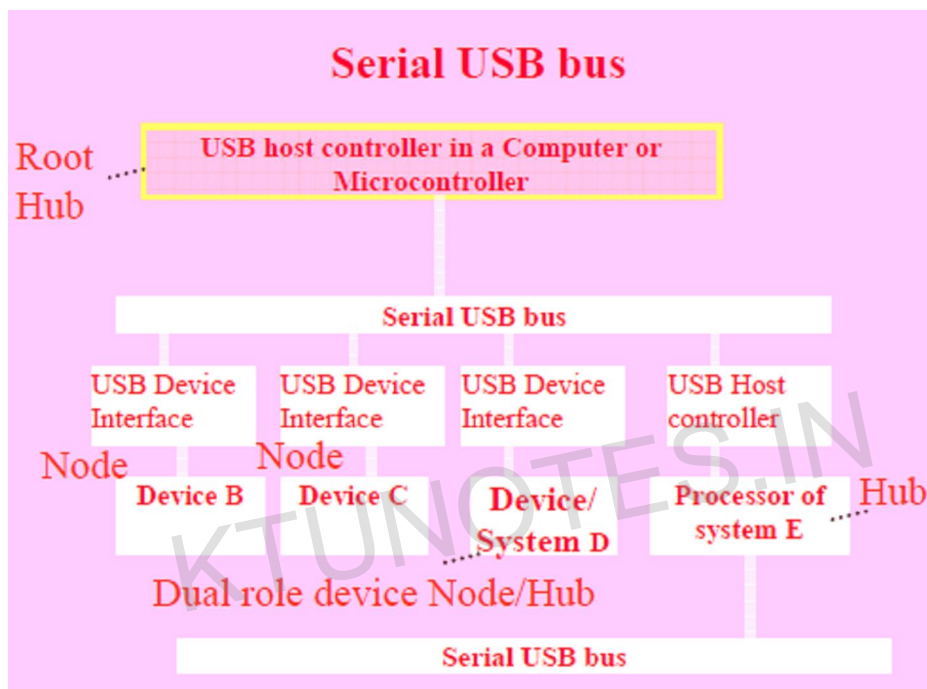 Serial USB bus
Root
Hub
USB host controller in a Computer or
Microcontroller
Serial USB bus
USB Device
Interface
USB Device
Interface
USB Device
Interface
USB Host
controller
Node
Node
Device B
Device C
Device/
System D
Processor of
system E
Hub
Dual role device Node/Hub
Serial USB bus
KTUNOTES.IN